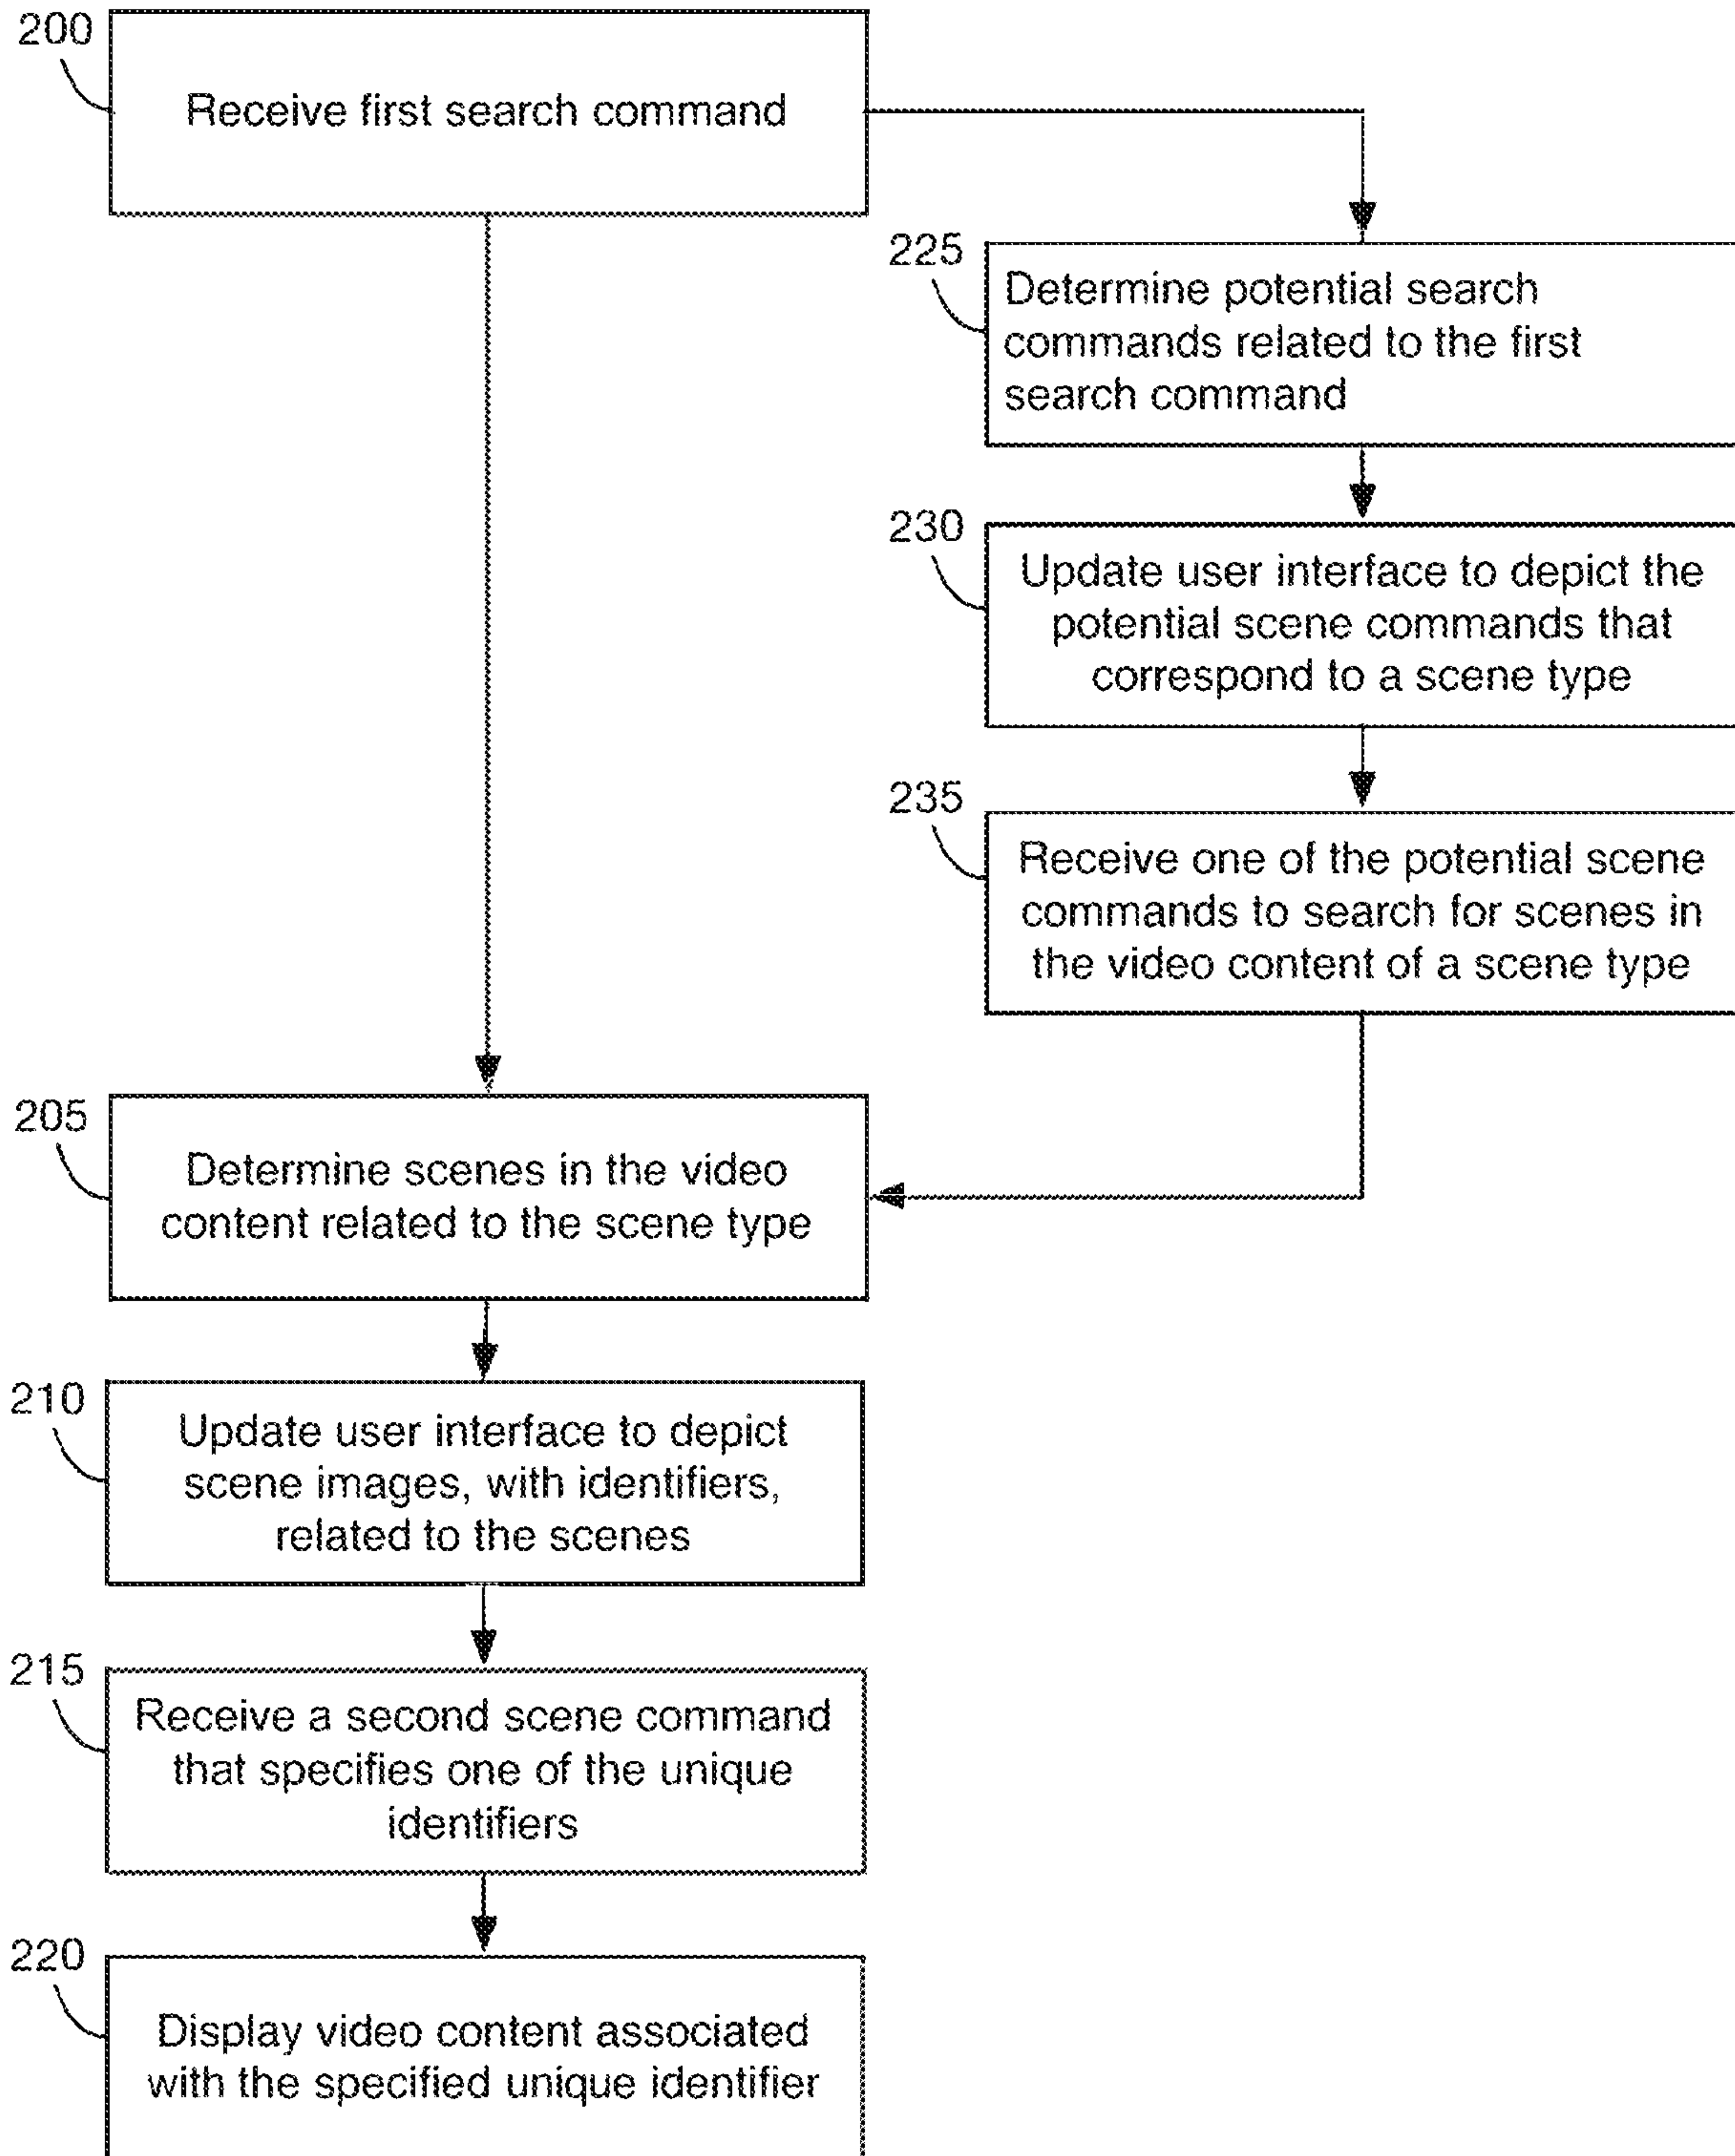 200
Receive first search command
225
Determine potential search
commands related to the first
search command
230
Update user interface to depict the
potential scene commands that
correspond to a scene type
235
Receive one of the potential scene
commands to search for scenes in
the video content of a scene type
205
Determine scenes in the video
content related to the scene type
210
Update user interface to depict
scene images, with identifiers,
related to the scenes
215
Receive a second scene command
that specifies one of the unique
identifiers
220
Display video content associated
with the specified unique identifier